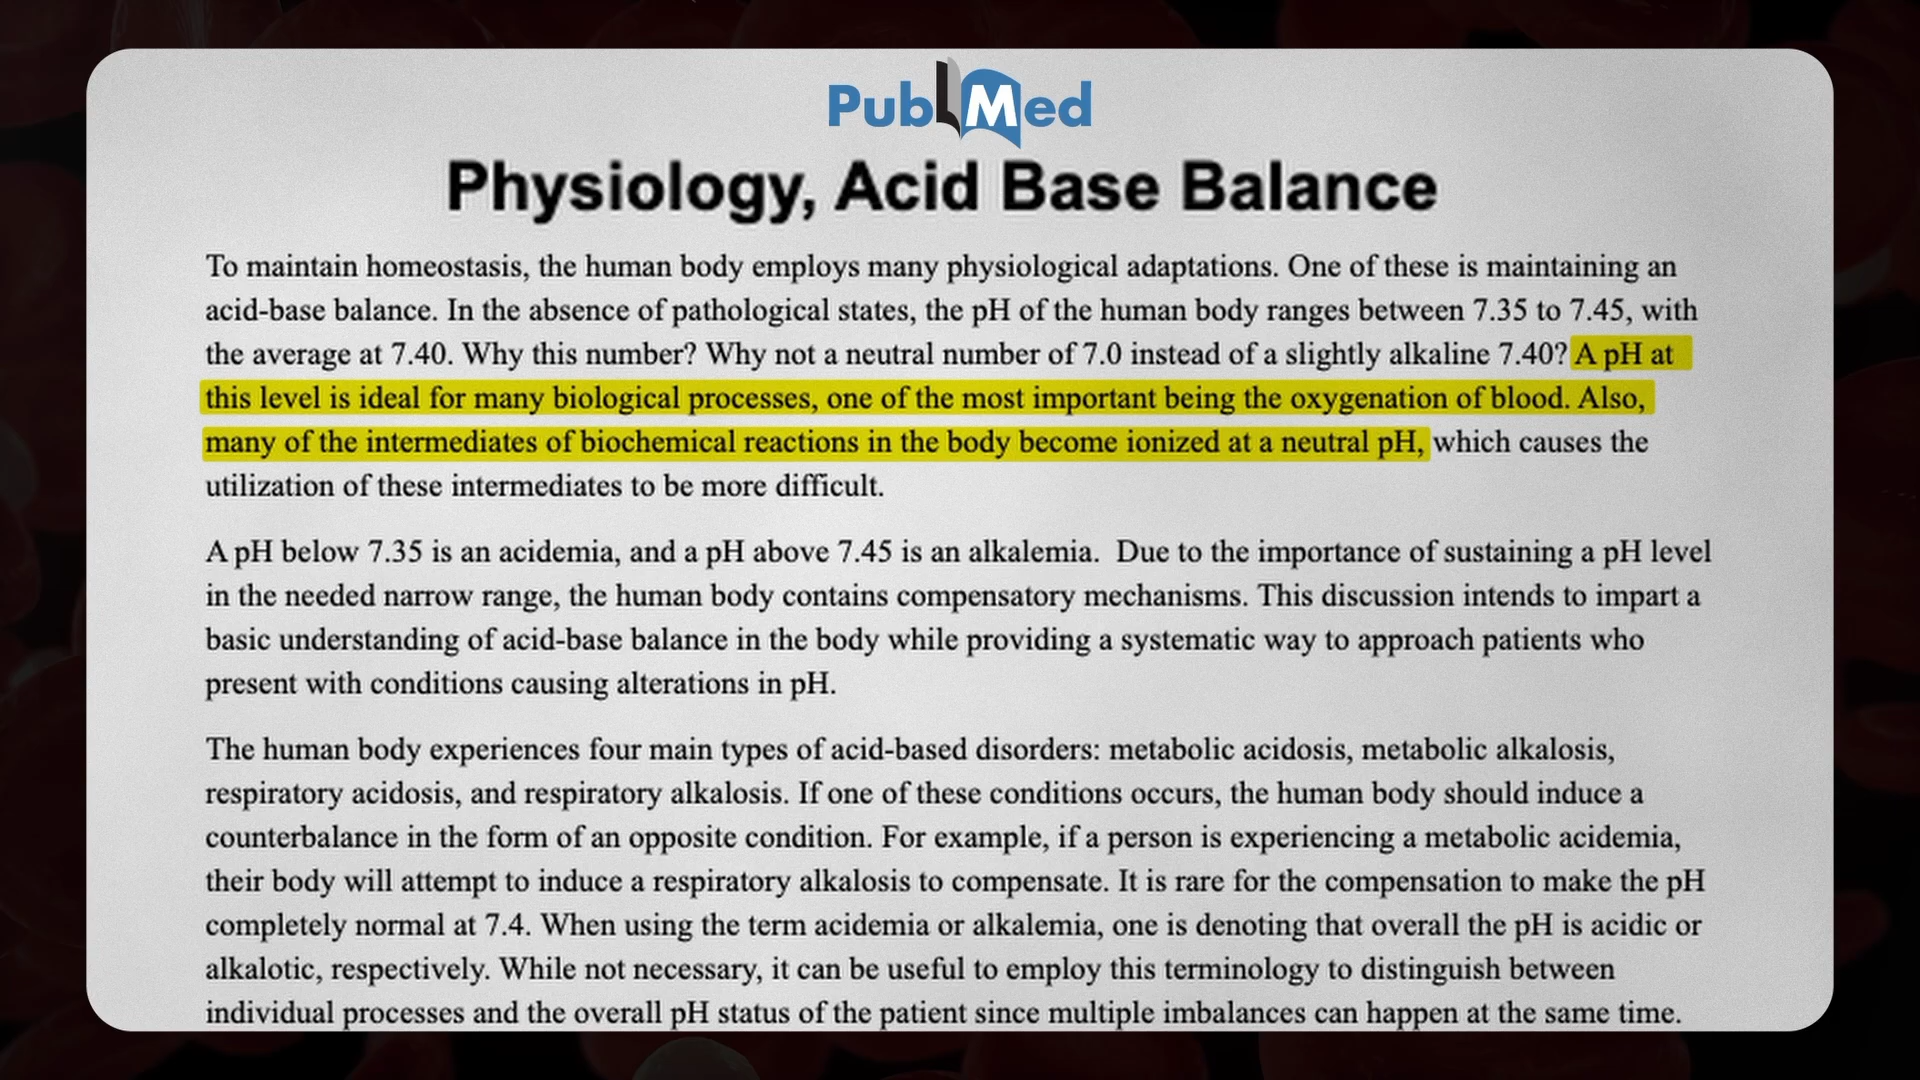 PubMed
Physiology, Acid Base Balance
To maintain homeostasis, the human body employs many physiological adaptations. One of these is maintaining an
acid-base balance. In the absence of pathological states, the pH of the human body ranges between 7.35 to 7.45, with
the average at 7.40. Why this number? Why not a neutral number of 7.0 instead of a slightly alkaline 7.40? A pH at
this level is ideal for many biological processes, one of the most important being the oxygenation of blood. Also,
many of the intermediates of biochemical reactions in the body become ionized at a neutral pH, which causes the
utilization of these intermediates to be more difficult.
A pH below 7.35 is an acidemia, and a pH above 7.45 is an alkalemia. Due to the importance of sustaining a pH level
in the needed narrow range, the human body contains compensatory mechanisms. This discussion intends to impart a
basic understanding of acid-base balance in the body while providing a systematic way to approach patients who
present with conditions causing alterations in pH.
The human body experiences four main types of acid-based disorders: metabolic acidosis, metabolic alkalosis,
respiratory acidosis, and respiratory alkalosis. If one of these conditions occurs, the human body should induce a
counterbalance in the form of an opposite condition. For example, if a person is experiencing a metabolic acidemia,
their body will attempt to induce a respiratory alkalosis to compensate. It is rare for the compensation to make the pH
completely normal at 7.4. When using the term acidemia or alkalemia, one is denoting that overall the pH is acidic or
alkalotic, respectively. While not necessary, it can be useful to employ this terminology to distinguish between
individual processes and the overall pH status of the patient since multiple imbalances can happen at the same time.